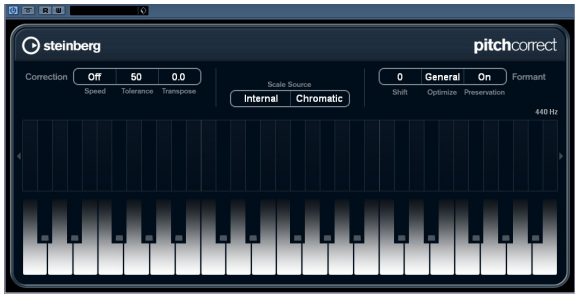 R W
steinberg
pitchcorrect
Correction Off 50 0.0
Speed Tolerance Transpose
Scale Source
Internal Chromatic
0 General On Formant
Shift Optimize Preservation
440 Hz